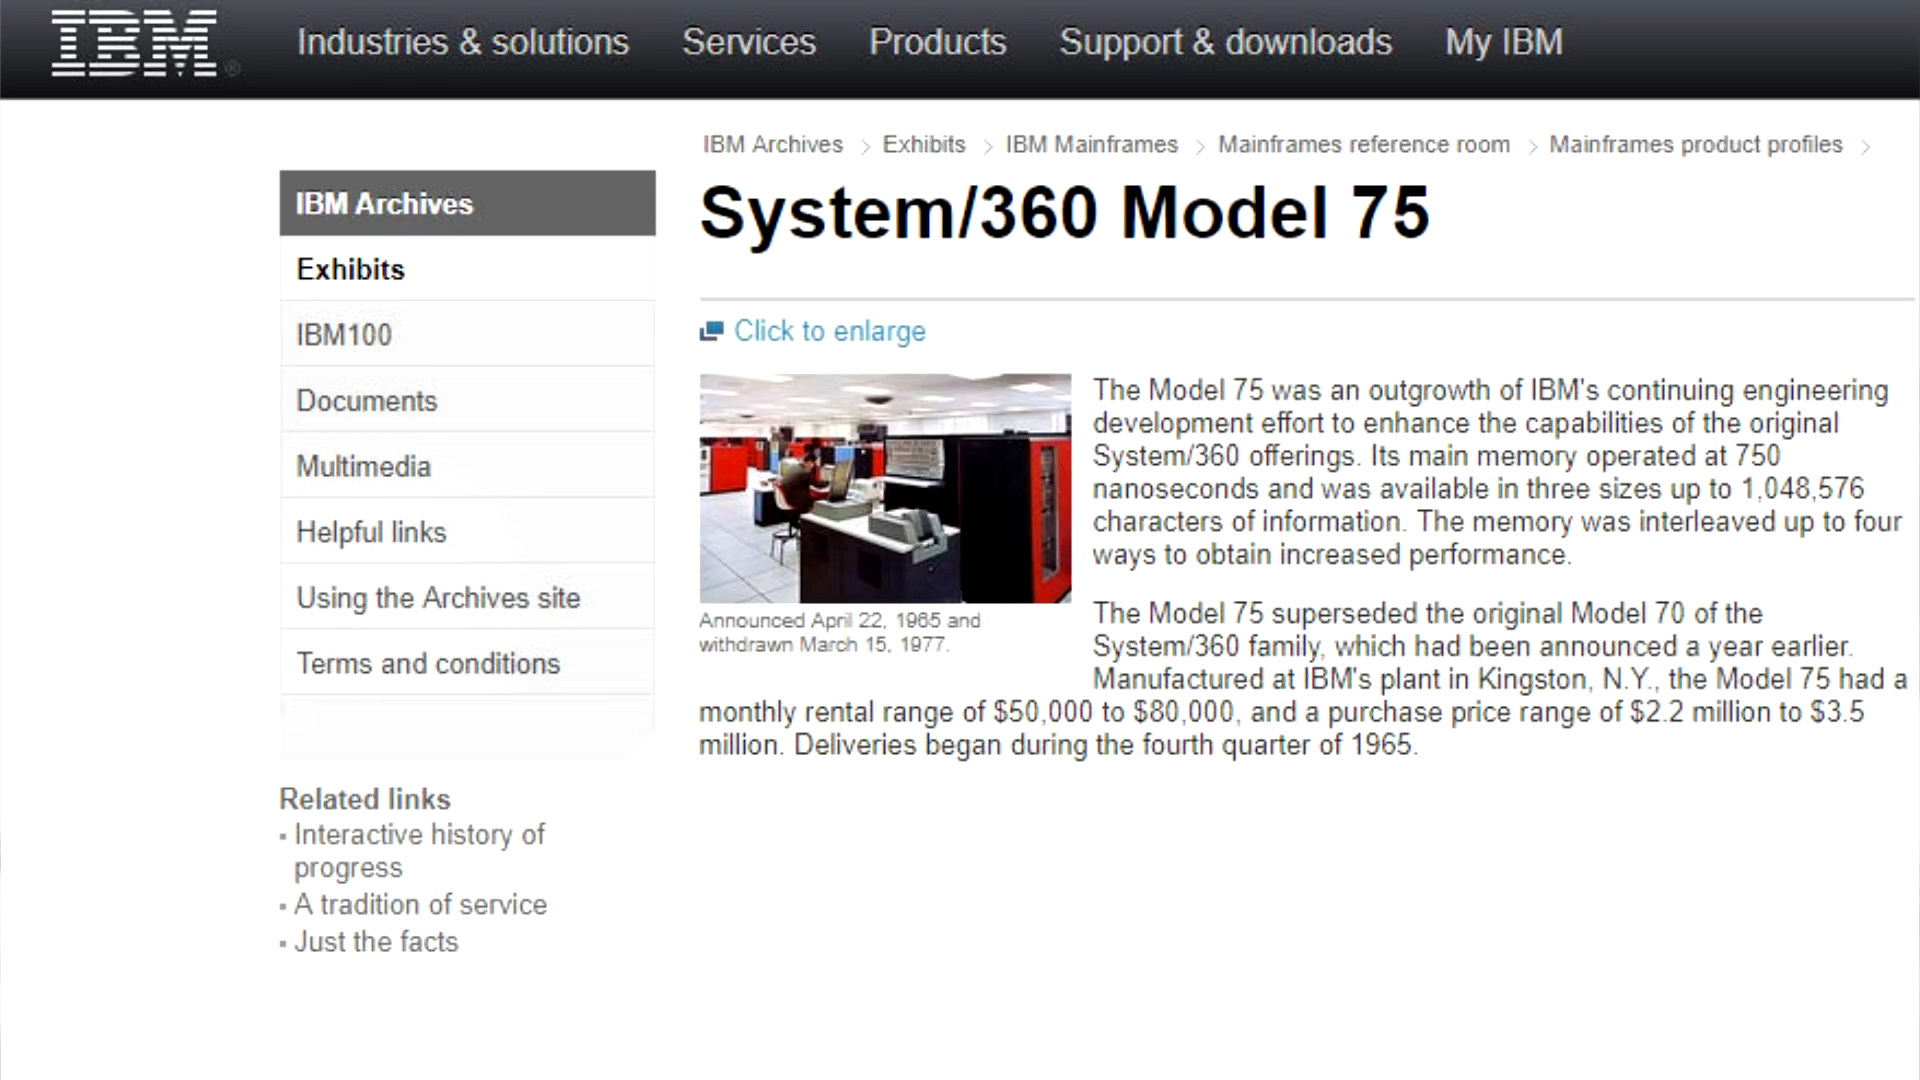 IBM ®
Industries & solutions
Services
Products
Support & downloads
My IBM
IBM Archives
Exhibits
IBM Mainframes
Mainframes reference room
Mainframes product profiles
IBM Archives
Exhibits
IBM100
Documents
Multimedia
Helpful links
Using the Archives site
Terms and conditions
Related links
Interactive history of
progress
A tradition of service
Just the facts
System/360 Model 75
Click to enlarge
Announced April 22, 1965 and
withdrawn March 15, 1977.
The Model 75 was an outgrowth of IBM's continuing engineering
development effort to enhance the capabilities of the original
System/360 offerings. Its main memory operated at 750
nanoseconds and was available in three sizes up to 1,048,576
characters of information. The memory was interleaved up to four
ways to obtain increased performance.
The Model 75 superseded the original Model 70 of the
System/360 family, which had been announced a year earlier.
Manufactured at IBM's plant in Kingston, N.Y., the Model 75 had a
monthly rental range of $50,000 to $80,000, and a purchase price range of $2.2 million to $3.5
million. Deliveries began during the fourth quarter of 1965.